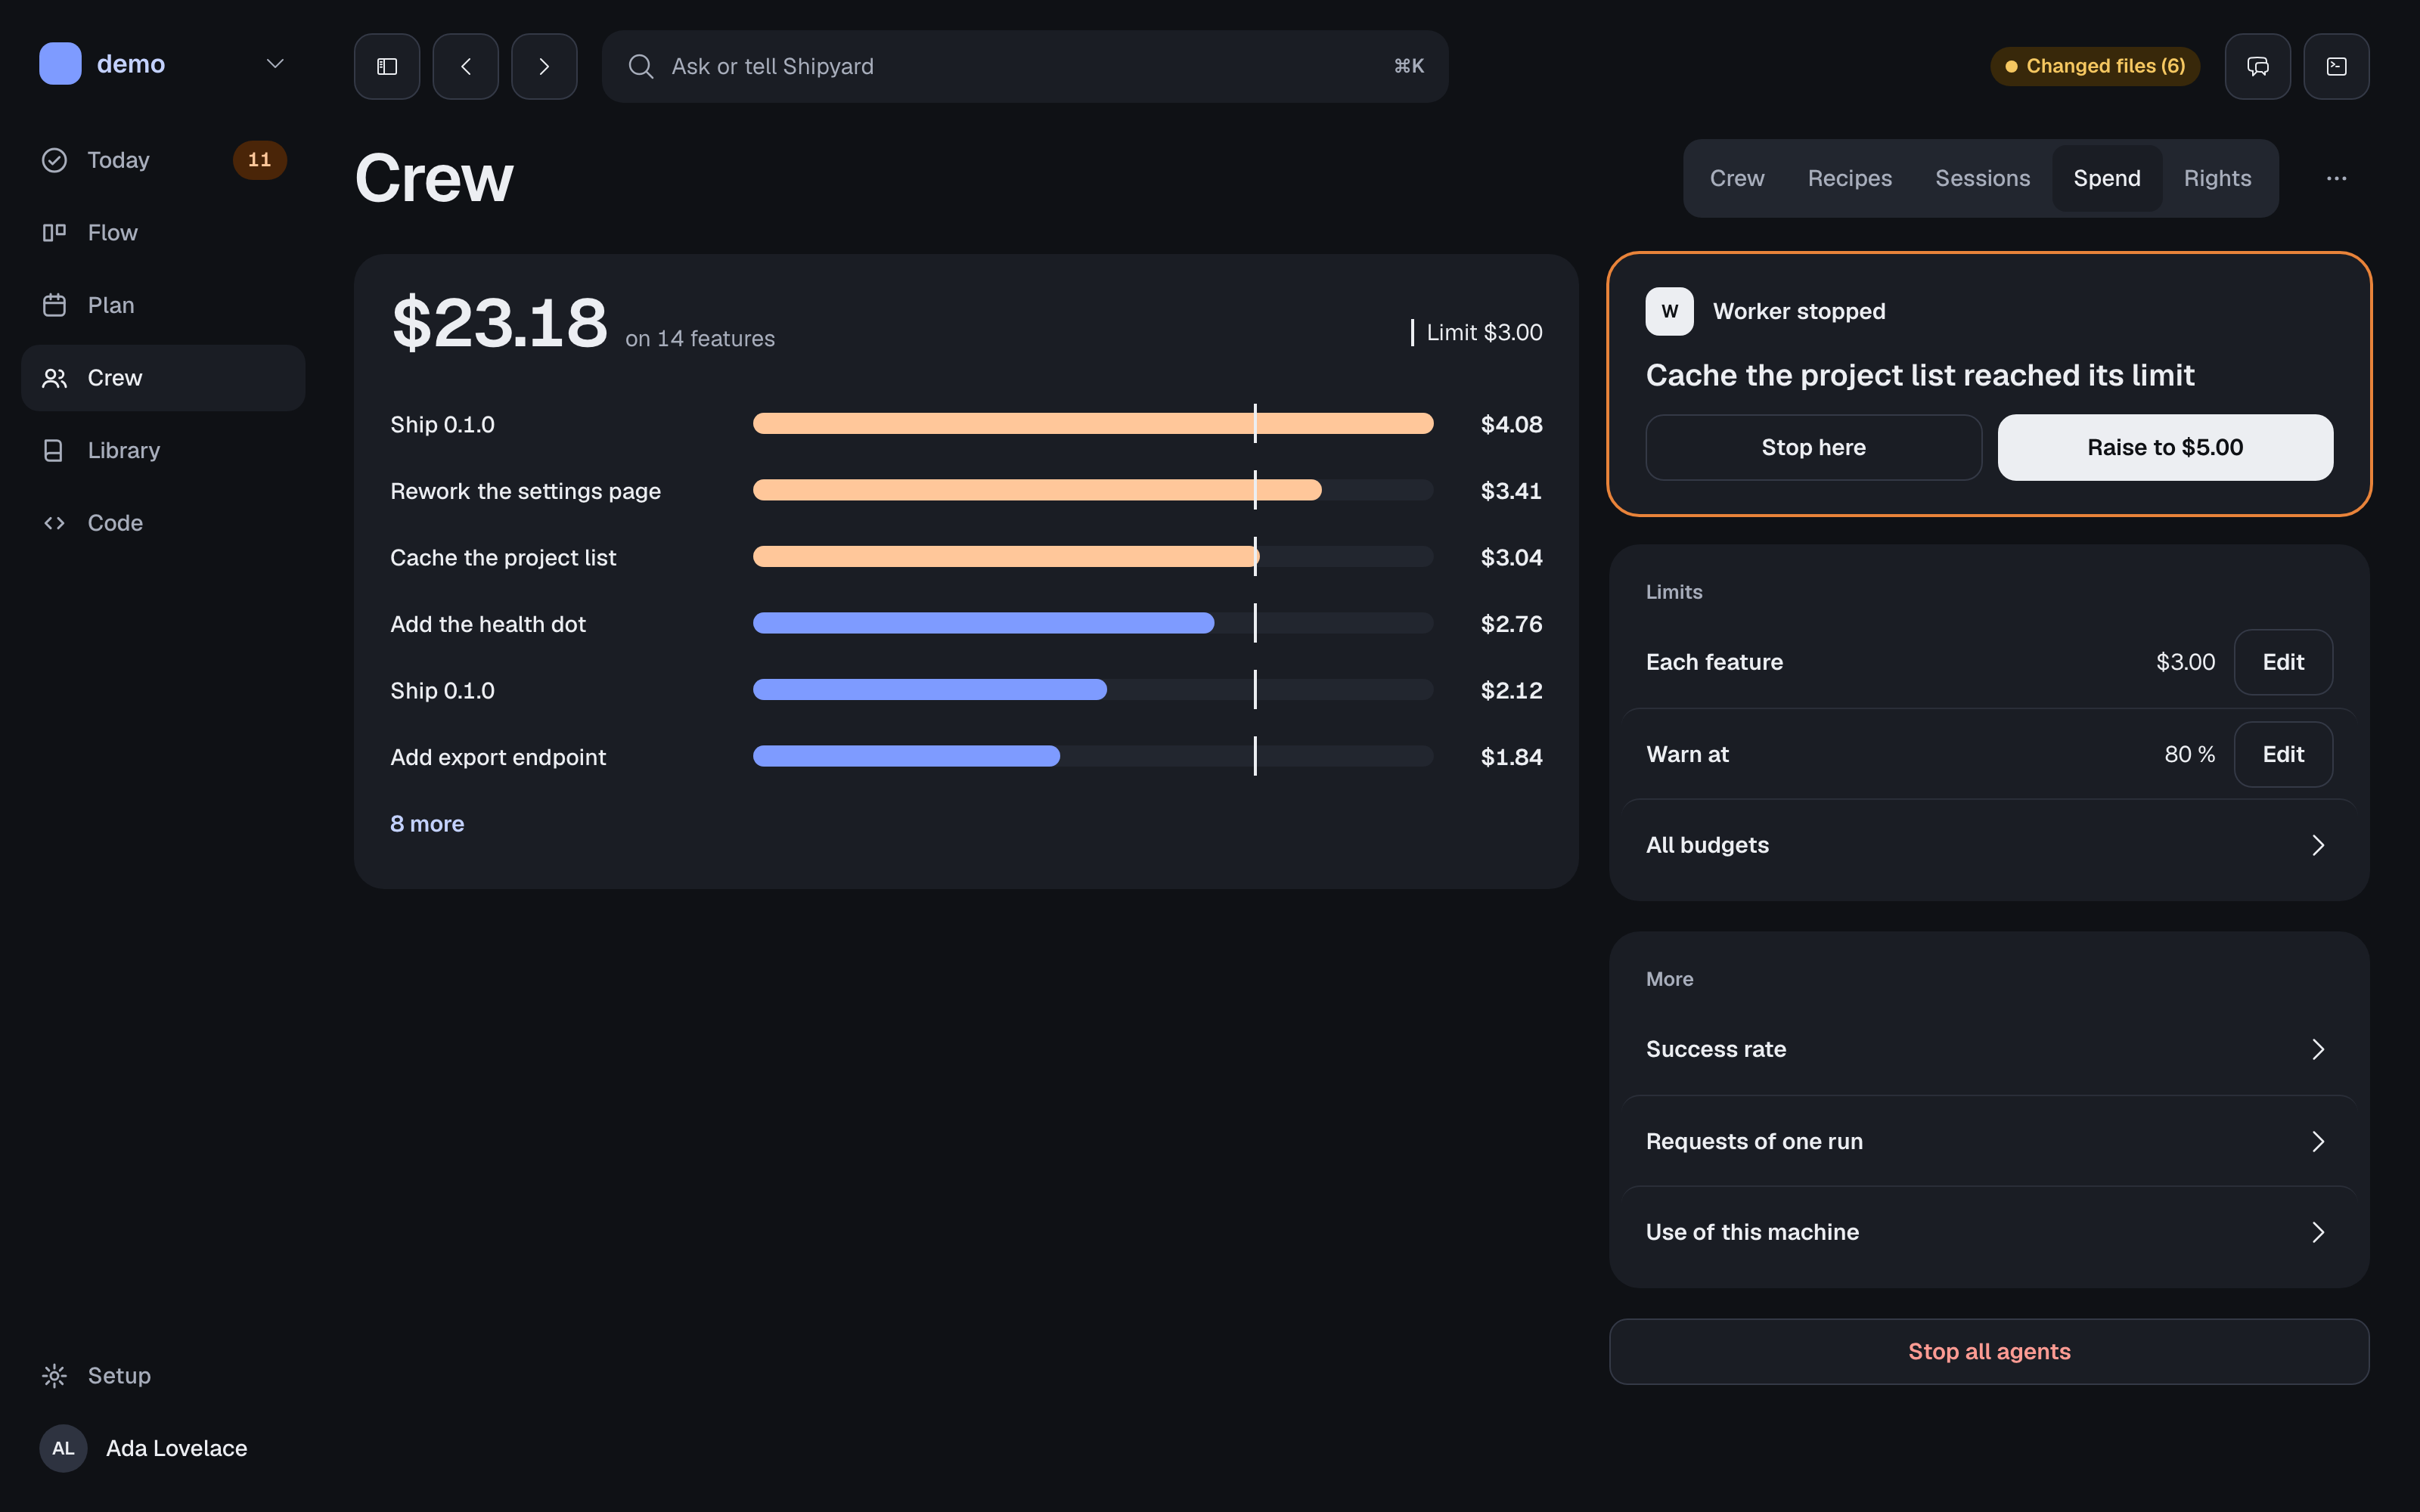 demo
Ask or tell Shipyard
⌘K
Changed files (6)
Today
11
Flow
Plan
Crew
Library
Code
Setup
AL
Ada Lovelace
Crew
Crew
Recipes
Sessions
Spend
Rights
$23.18 on 14 features
Limit $3.00
Ship 0.1.0 $4.08
Rework the settings page $3.41
Cache the project list $3.04
Add the health dot $2.76
Ship 0.1.0 $2.12
Add export endpoint $1.84
8 more
W
Worker stopped
Cache the project list reached its limit
Stop here
Raise to $5.00
Limits
Each feature $3.00 Edit
Warn at 80 % Edit
All budgets
More
Success rate
Requests of one run
Use of this machine
Stop all agents